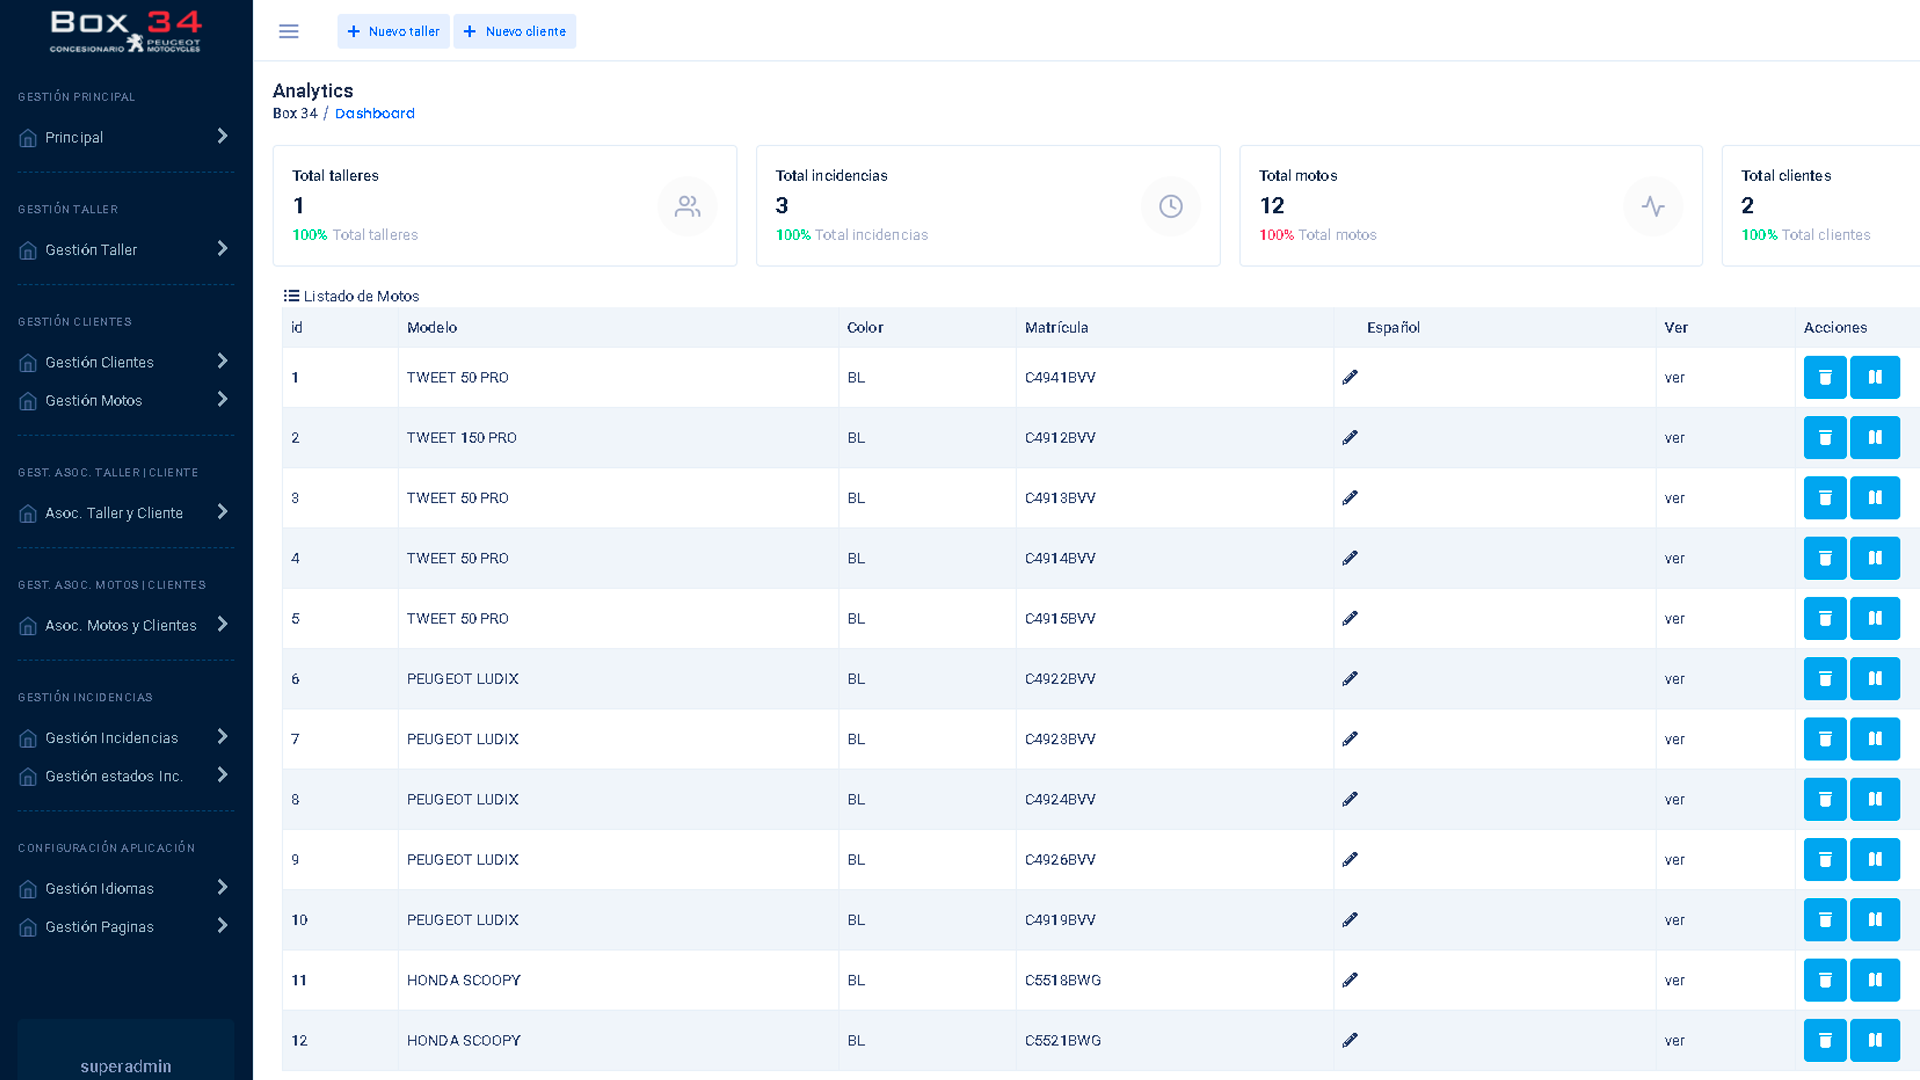 Box 34
CONCESIONARIO PEUGEOT MOTOCYCLES
GESTIÓN PRINCIPAL
Principal
GESTIÓN TALLER
Gestión Taller
GESTIÓN CLIENTES
Gestión Clientes
Gestión Motos
GEST. ASOC. TALLER | CLIENTE
Asoc. Taller y Cliente
GEST. ASOC. MOTOS | CLIENTES
Asoc. Motos y Clientes
GESTIÓN INCIDENCIAS
Gestión Incidencias
Gestión estados Inc.
CONFIGURACIÓN APLICACIÓN
Gestión Idiomas
Gestión Paginas
superadmin
+ Nuevo taller + Nuevo cliente
Analytics
Box 34 / Dashboard
Total talleres
1
100% Total talleres
Total incidencias
3
100% Total incidencias
Total motos
12
100% Total motos
Total clientes
2
100% Total clientes
Listado de Motos
id Modelo Color Matrícula Español Ver Acciones
1 TWEET 50 PRO BL C4941BVV ver
2 TWEET 150 PRO BL C4912BVV ver
3 TWEET 50 PRO BL C4913BVV ver
4 TWEET 50 PRO BL C4914BVV ver
5 TWEET 50 PRO BL C4915BVV ver
6 PEUGEOT LUDIX BL C4922BVV ver
7 PEUGEOT LUDIX BL C4923BVV ver
8 PEUGEOT LUDIX BL C4924BVV ver
9 PEUGEOT LUDIX BL C4926BVV ver
10 PEUGEOT LUDIX BL C4919BVV ver
11 HONDA SCOOPY BL C5518BWG ver
12 HONDA SCOOPY BL C5521BWG ver